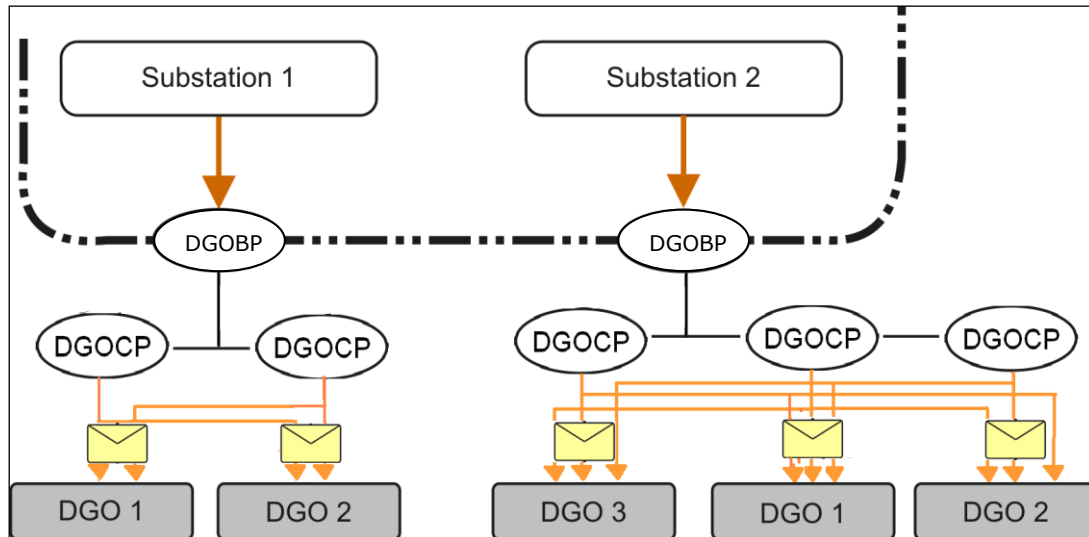 Substation 1
Substation 2
DGOBP
DGOBP
DGOCP
DGOCP
DGOCP
DGOCP
DGOCP
DGO 1
DGO 2
DGO 3
DGO 1
DGO 2